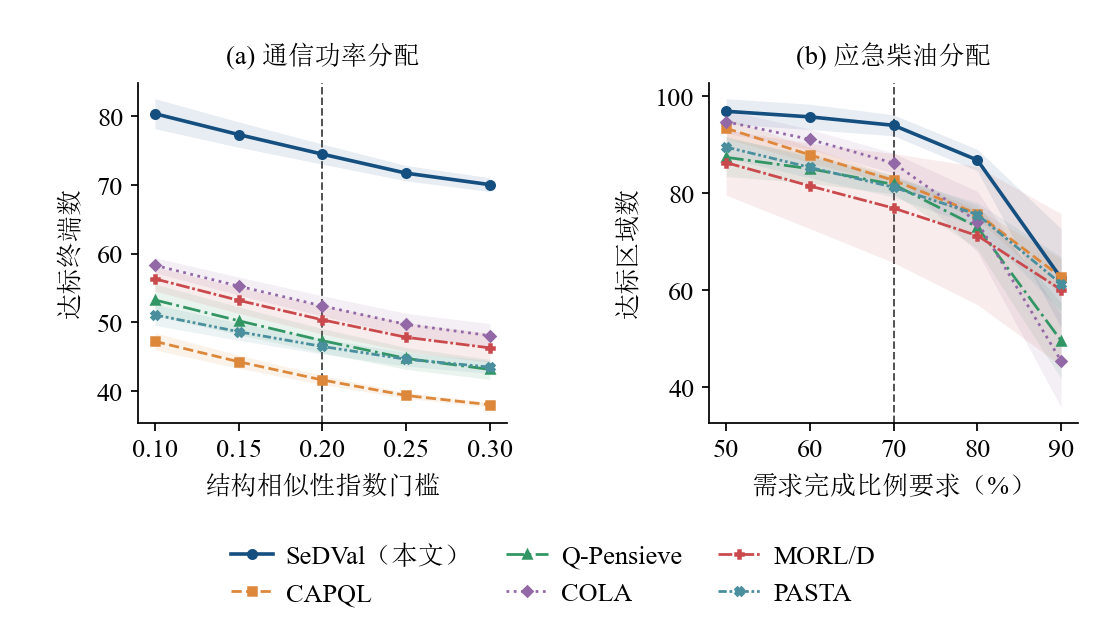 (a) 通信功率分配
达标终端数
80
70
60
50
40
0.10 0.15 0.20 0.25 0.30
结构相似性指数门槛
(b) 应急柴油分配
达标区域数
100
80
60
40
50 60 70 80 90
需求完成比例要求（%）
SeDVal（本文） Q-Pensieve MORL/D
CAPQL COLA PASTA